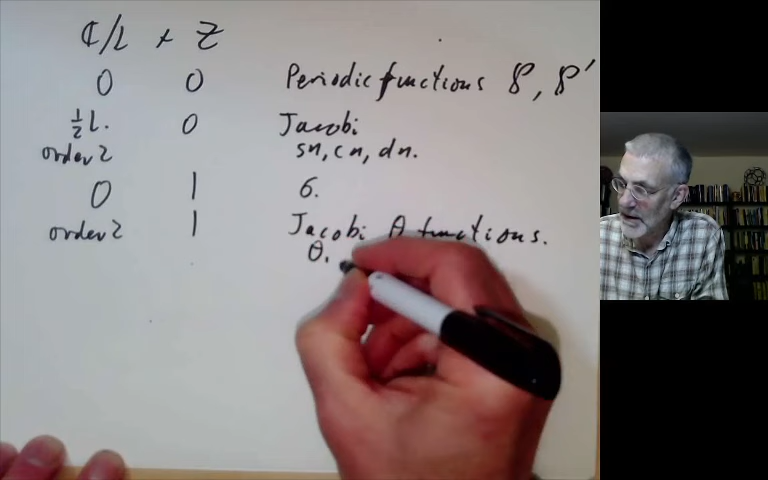 ℂ/L × ℤ
0 0 Periodic functions ℘, ℘'
½L. 0 Jacobi
order 2 sn, cn, dn.
0 1 σ.
order 2 1 Jacobi θ functions.
θ.